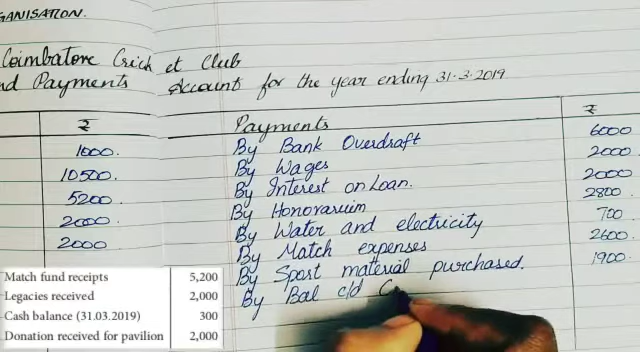 GANISATION.
Coimbatore Cricket Club
nd Payments Account for the year ending 31.3.2019
₹ Payments ₹
1000. By Bank Overdraft 6000
10500. By Wages 2000
5200 By Interest on Loan. 2000
2000 By Honorarium 2800
2000 By Water and electricity 700
By Match expenses 2600
By Sport material purchased. 1900
By Bal c/d C
Match fund receipts 5,200
Legacies received 2,000
Cash balance (31.03.2019) 300
Donation received for pavilion 2,000